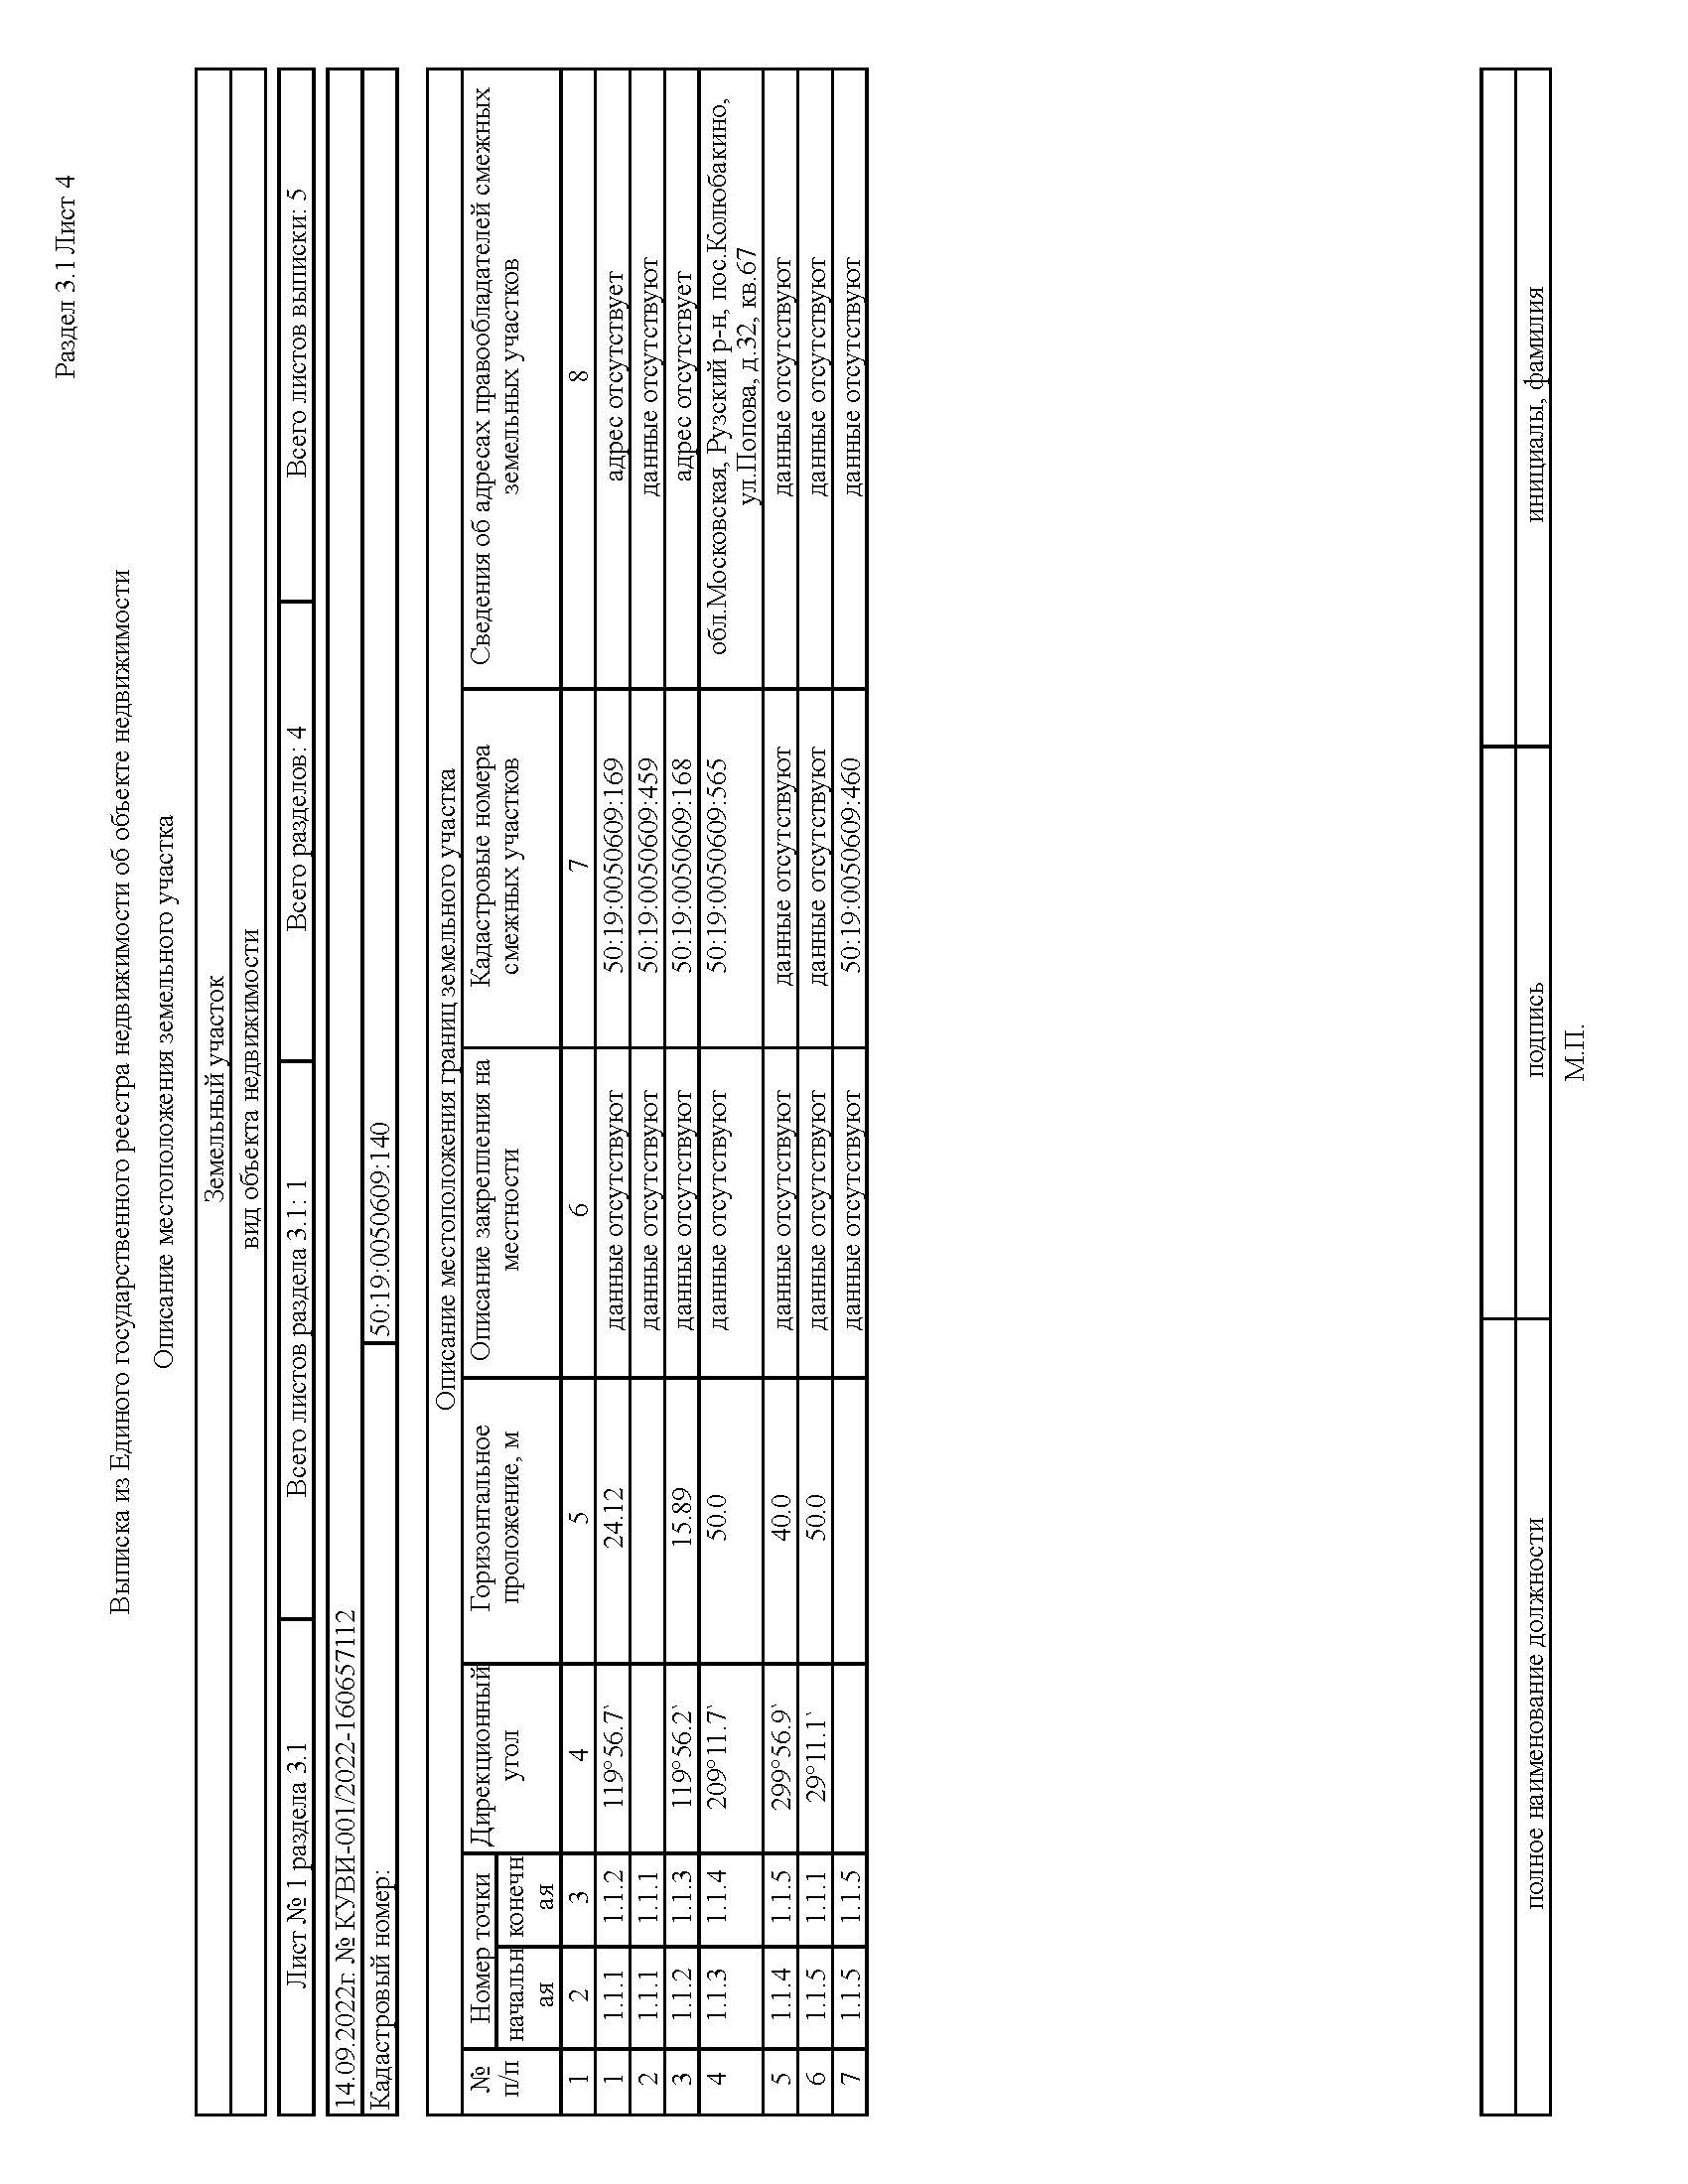 Раздел 3.1 Лист 4
Выписка из Единого государственного реестра недвижимости об объекте недвижимости
Описание местоположения земельного участка
Земельный участок
вид объекта недвижимости
Лист № 1 раздела 3.1 Всего листов раздела 3.1: 1 Всего разделов: 4 Всего листов выписки: 5
14.09.2022г. № КУВИ-001/2022-160657112
Кадастровый номер: 50:19:0050609:140
Описание местоположения границ земельного участка
№ Номер точки Дирекционный Горизонтальное Описание закрепления на Кадастровые номера Сведения об адресах правообладателей смежных
п/п начальн конечн угол проложение, м местности смежных участков земельных участков
ая ая
1 2 3 4 5 6 7 8
1 1.1.1 1.1.2 119°56.7` 24.12 данные отсутствуют 50:19:0050609:169 адрес отсутствует
2 1.1.1 1.1.1 данные отсутствуют 50:19:0050609:459 данные отсутствуют
3 1.1.2 1.1.3 119°56.2` 15.89 данные отсутствуют 50:19:0050609:168 адрес отсутствует
4 1.1.3 1.1.4 209°11.7` 50.0 данные отсутствуют 50:19:0050609:565 обл.Московская, Рузский р-н, пос.Колюбакино,
ул.Попова, д.32, кв.67
5 1.1.4 1.1.5 299°56.9` 40.0 данные отсутствуют данные отсутствуют данные отсутствуют
6 1.1.5 1.1.1 29°11.1` 50.0 данные отсутствуют данные отсутствуют данные отсутствуют
7 1.1.5 1.1.5 данные отсутствуют 50:19:0050609:460 данные отсутствуют
полное наименование должности подпись инициалы, фамилия
М.П.